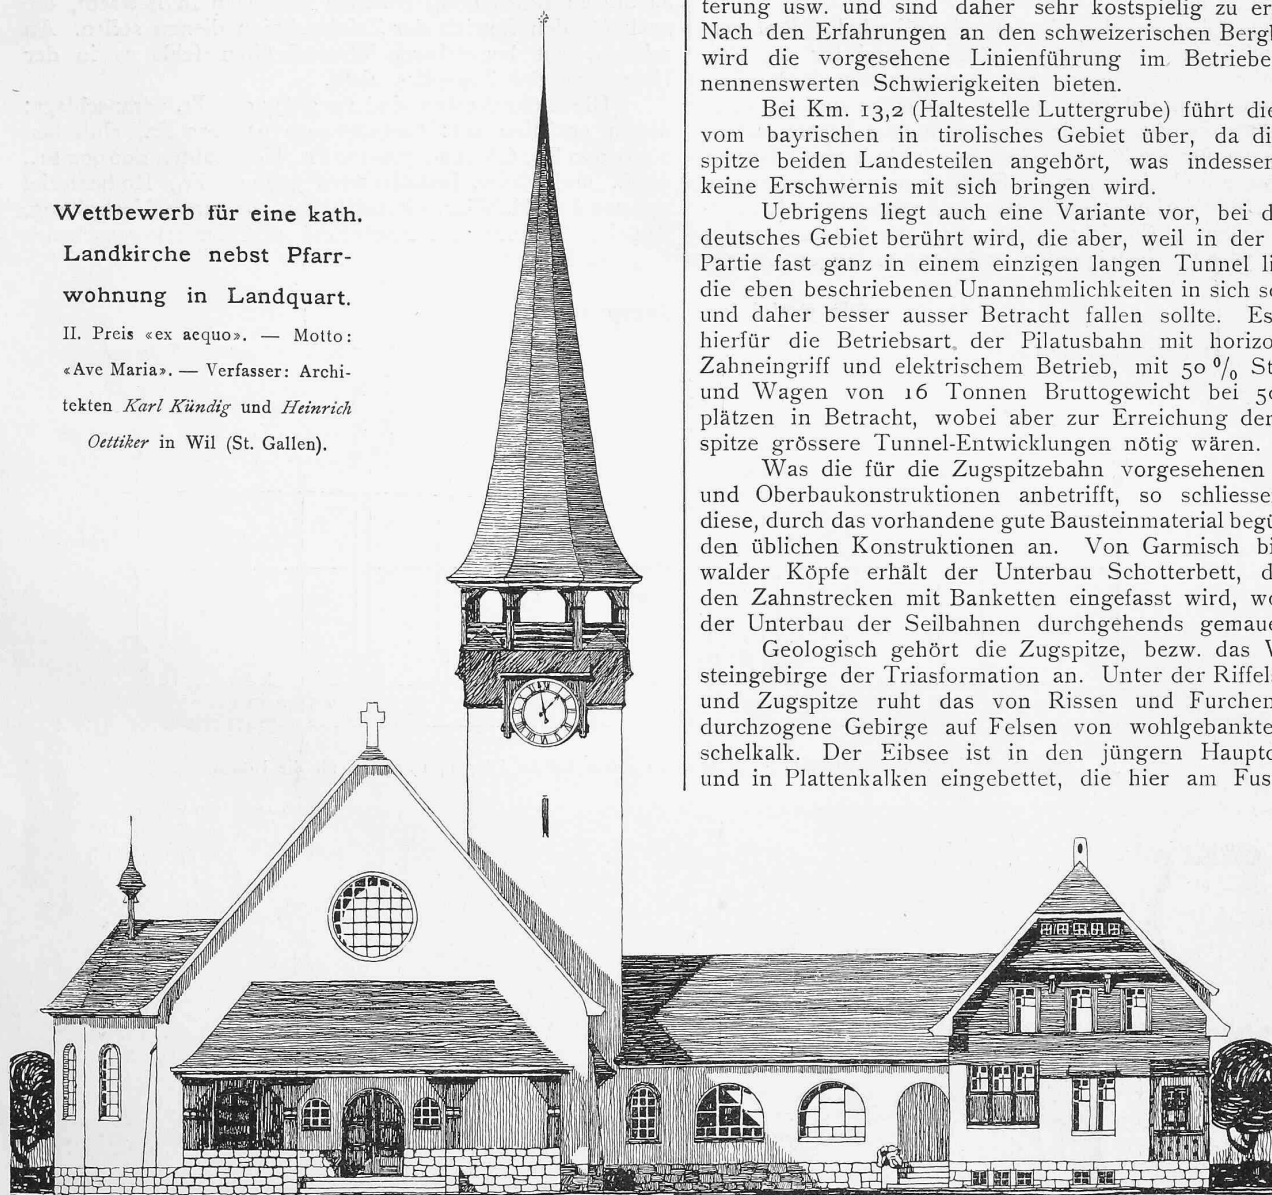 Wettbewerb für eine kath.
Landkirche nebst Pfarr-
wohnung in Landquart.
II. Preis «ex aequo». — Motto:
«Ave Maria». — Verfasser: Archi-
tekten Karl Kündig und Heinrich
Oettiker in Wil (St. Gallen).
terung usw. und sind daher sehr kostspielig zu er
Nach den Erfahrungen an den schweizerischen Bergb
wird die vorgesehene Linienführung im Betriebe
nennenswerten Schwierigkeiten bieten.
Bei Km. 13,2 (Haltestelle Luttergrube) führt die
vom bayrischen in tirolisches Gebiet über, da di
spitze beiden Landesteilen angehört, was indessen
keine Erschwernis mit sich bringen wird.
Uebrigens liegt auch eine Variante vor, bei d
deutsches Gebiet berührt wird, die aber, weil in der
Partie fast ganz in einem einzigen langen Tunnel li
die eben beschriebenen Unannehmlichkeiten in sich sc
und daher besser ausser Betracht fallen sollte. Es
hierfür die Betriebsart der Pilatusbahn mit horizo
Zahneingriff und elektrischem Betrieb, mit 50 % St
und Wagen von 16 Tonnen Bruttogewicht bei 50
plätzen in Betracht, wobei aber zur Erreichung der
spitze grössere Tunnel-Entwicklungen nötig wären.
Was die für die Zugspitzebahn vorgesehenen
und Oberbaukonstruktionen anbetrifft, so schliesse
diese, durch das vorhandene gute Bausteinmaterial begü
den üblichen Konstruktionen an. Von Garmisch bi
walder Köpfe erhält der Unterbau Schotterbett, d
den Zahnstrecken mit Banketten eingefasst wird, wo
der Unterbau der Seilbahnen durchgehends gemaue
Geologisch gehört die Zugspitze, bezw. das W
steingebirge der Triasformation an. Unter der Riffel
und Zugspitze ruht das von Rissen und Furchen
durchzogene Gebirge auf Felsen von wohlgebankte
schelkalk. Der Eibsee ist in den jüngern Hauptd
und in Plattenkalken eingebettet, die hier am Fus